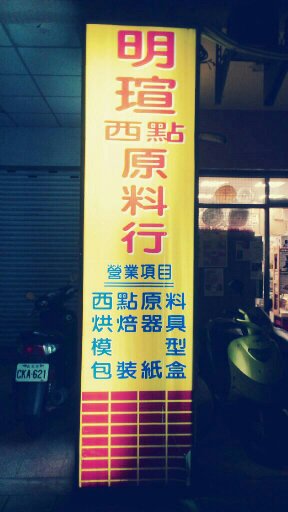 明瑄
西點
原料行
營業項目
西點原料
烘焙器具
模型
包裝紙盒
CKA-621